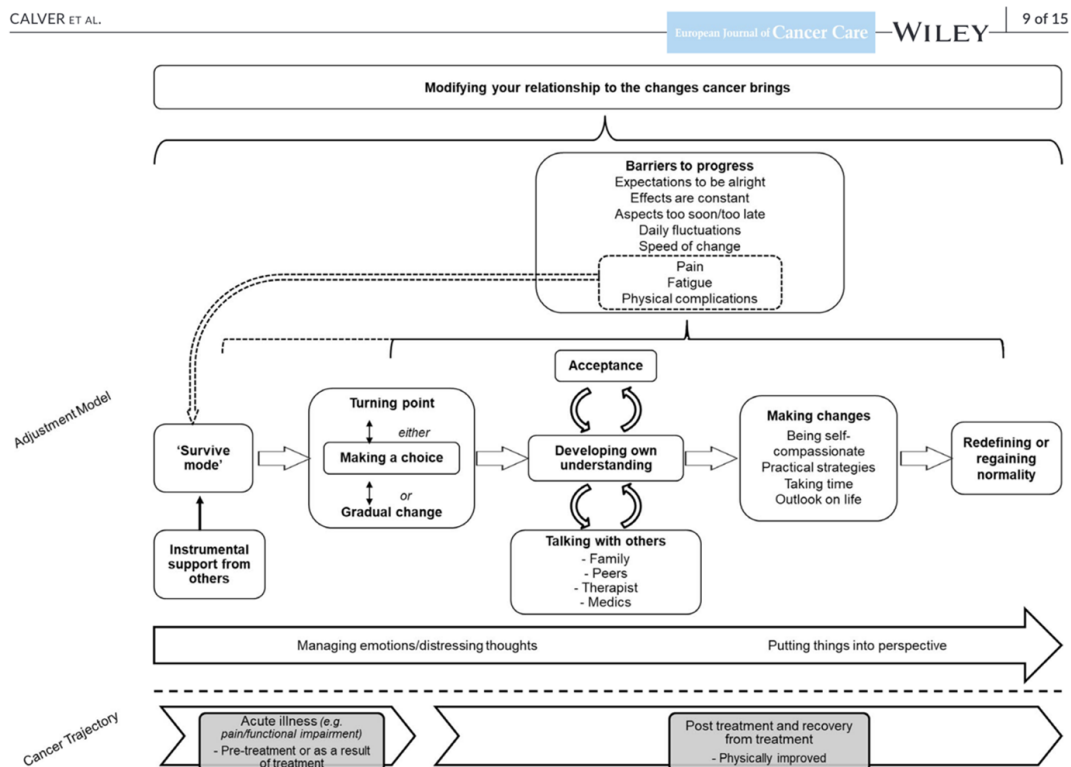 CALVER ET AL.
European Journal of Cancer Care
WILEY
9 of 15
Modifying your relationship to the changes cancer brings
Barriers to progress
Expectations to be alright
Effects are constant
Aspects too soon/too late
Daily fluctuations
Speed of change
Pain
Fatigue
Physical complications
Adjustment Model
'Survive
mode'
Instrumental
support from
others
Turning point
either
Making a choice
or
Gradual change
Acceptance
Developing own
understanding
Talking with others
- Family
- Peers
- Therapist
- Medics
Making changes
Being self-
compassionate
Practical strategies
Taking time
Outlook on life
Redefining or
regaining
normality
Managing emotions/distressing thoughts
Putting things into perspective
Cancer Trajectory
Acute illness (e.g.
pain/functional impairment)
- Pre-treatment or as a result
of treatment
Post treatment and recovery
from treatment
- Physically improved